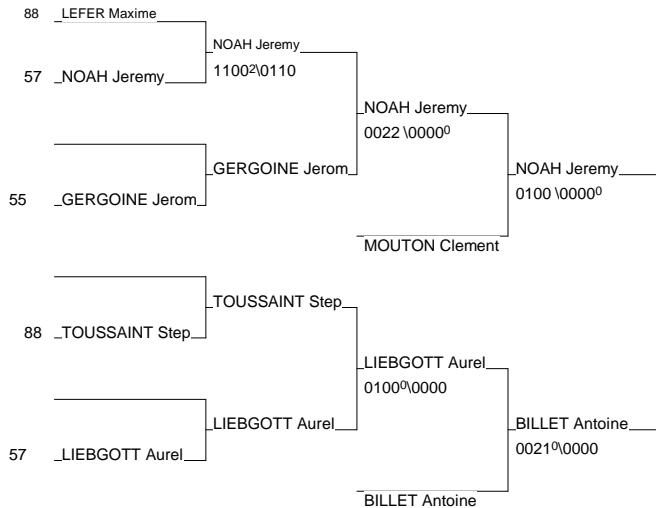 88 LEFER Maxime
NOAH Jeremy
57 NOAH Jeremy
1100²\0110
NOAH Jeremy
0022 \0000⁰
GERGOINE Jerom
NOAH Jeremy
55 GERGOINE Jerom
0100 \0000⁰
MOUTON Clement
TOUSSAINT Step
88 TOUSSAINT Step
LIEBGOTT Aurel
0100⁰\0000
LIEBGOTT Aurel
BILLET Antoine
57 LIEBGOTT Aurel
0021⁰\0000
BILLET Antoine